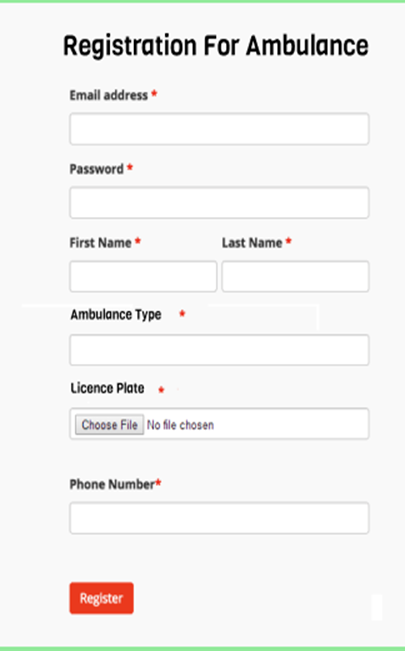 Registration For Ambulance
Email address *
Password *
First Name * Last Name *
Ambulance Type *
Licence Plate *
Choose File No file chosen
Phone Number*
Register